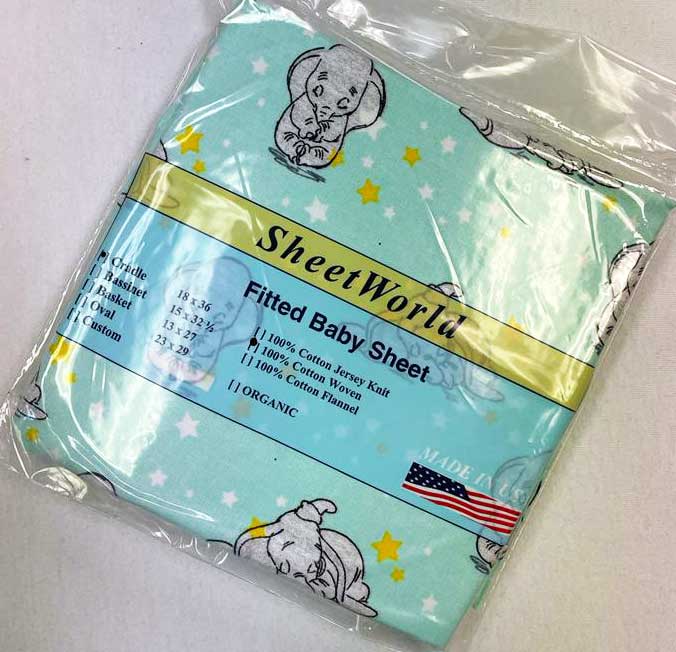 SheetWorld
Fitted Baby Sheet
[ ] Cradle 18 x 36
[ ] Bassinet 15 x 32 ½
[ ] Basket 13 x 27
[ ] Oval 23 x 29
[ ] Custom
[ ] 100% Cotton Jersey Knit
[ ] 100% Cotton Woven
[ ] 100% Cotton Flannel
[ ] ORGANIC
MADE IN US